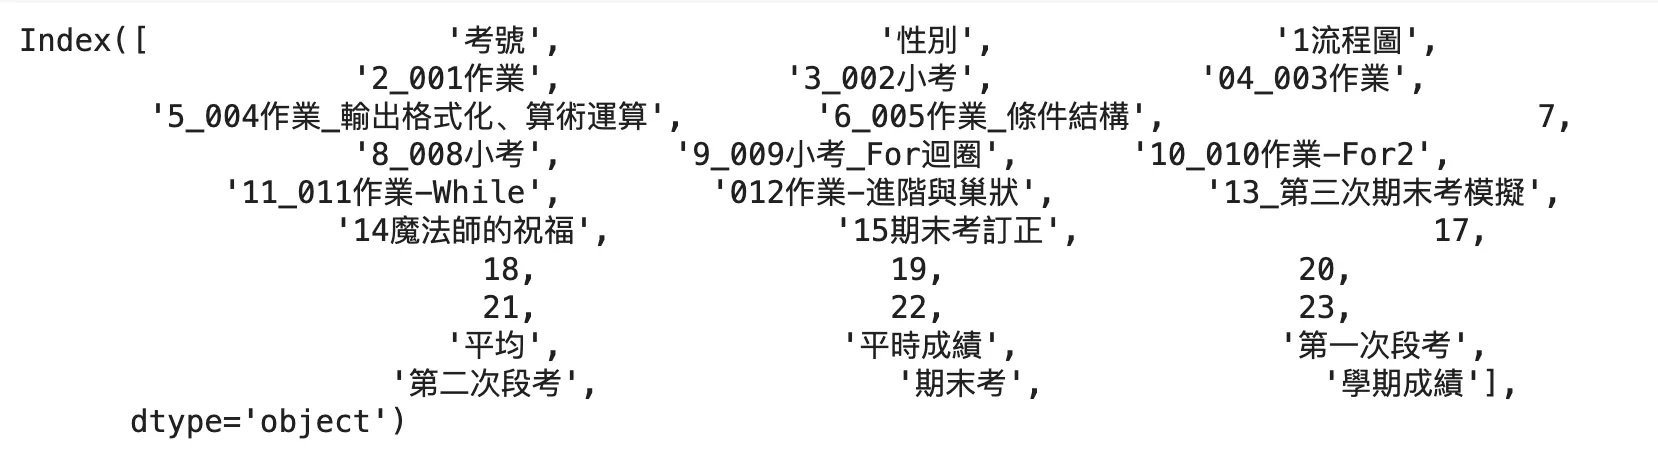 Index([                '考號',                '性別',                '1流程圖',
'2_001作業',                '3_002小考',                '04_003作業',
'5_004作業_輸出格式化、算術運算',                '6_005作業_條件結構',                7,
'8_008小考',                '9_009小考_For迴圈',                '10_010作業-For2',
'11_011作業-While',                '012作業-進階與巢狀',                '13_第三次期末考模擬',
'14魔法師的祝福',                '15期末考訂正',                17,
18,                19,                20,
21,                22,                23,
'平均',                '平時成績',                '第一次段考',
'第二次段考',                '期末考',                '學期成績'],
dtype='object')